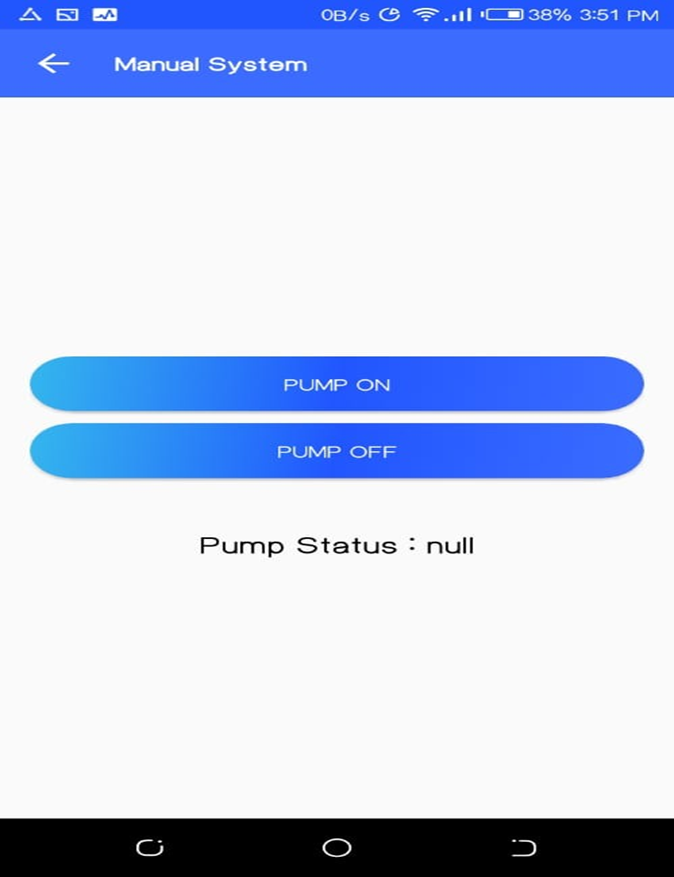 0B/s 38% 3:51 PM
Manual System
PUMP ON
PUMP OFF
Pump Status : null